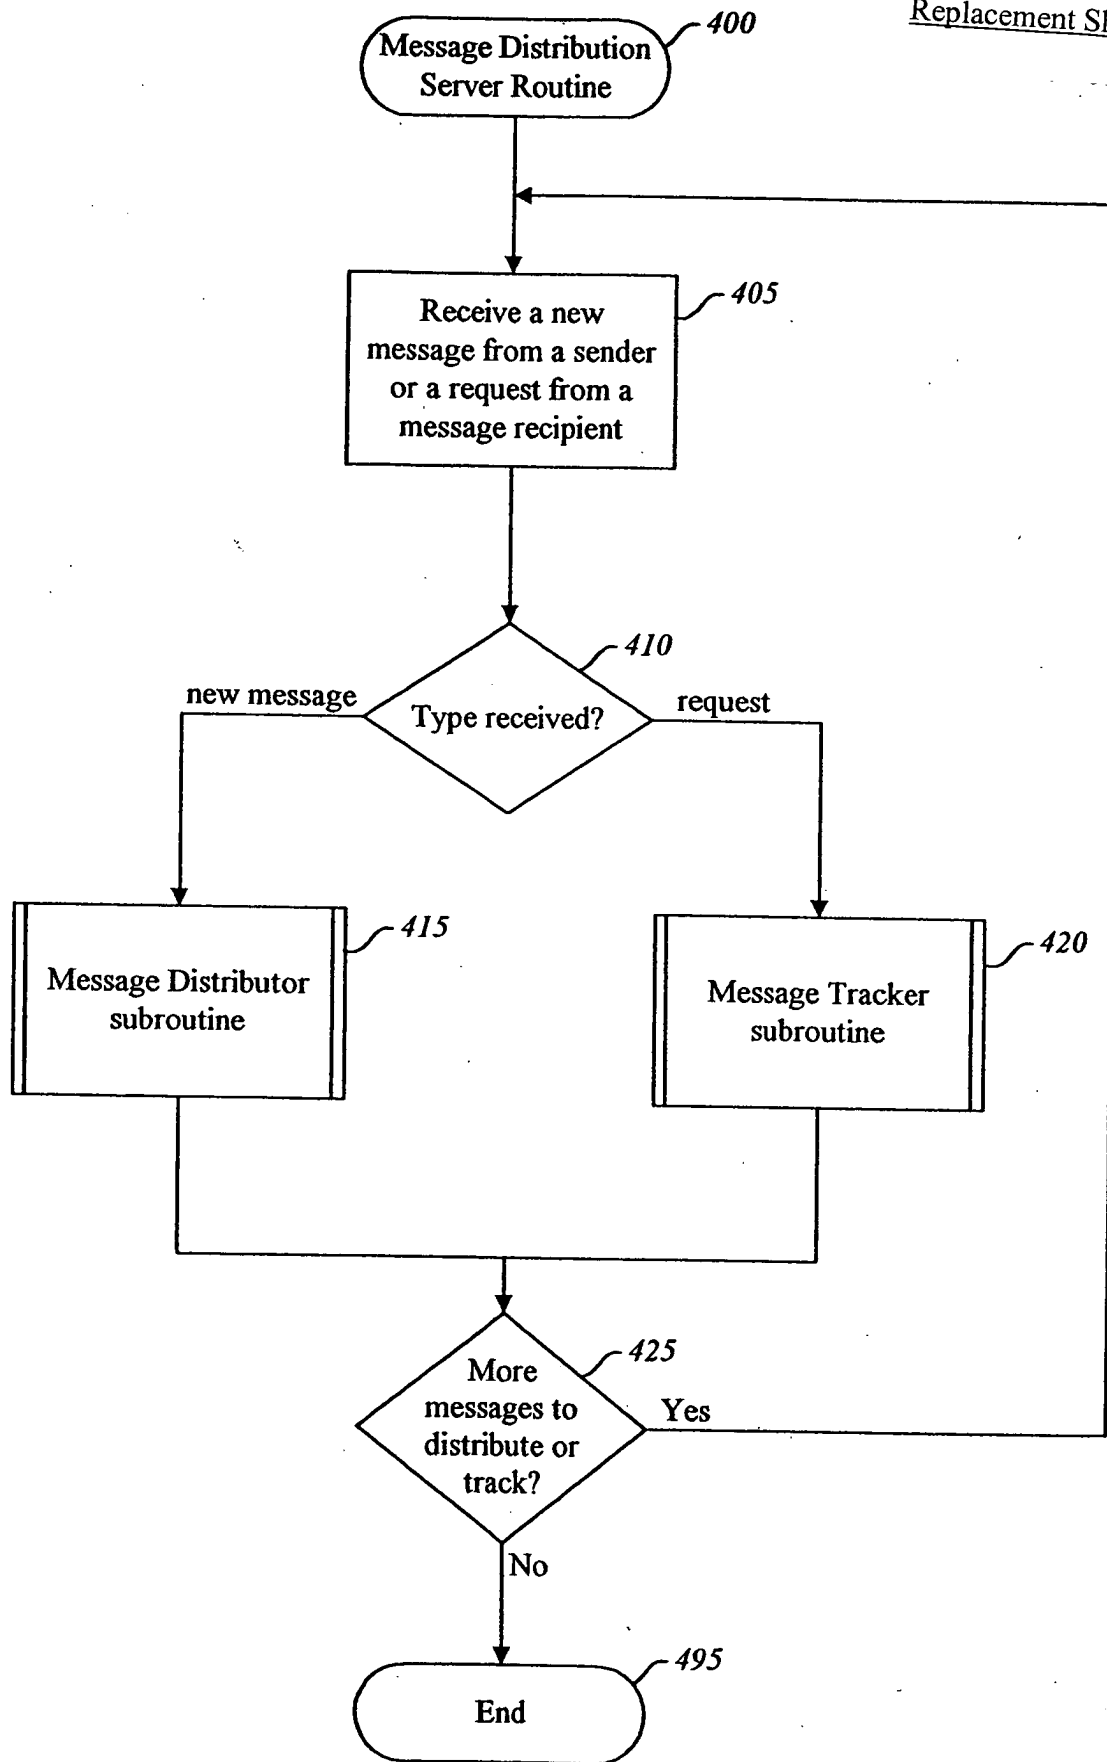 Replacement
400
Message Distribution
Server Routine
405
Receive a new
message from a sender
or a request from a
message recipient
410
new message
Type received?
request
415
Message Distributor
subroutine
420
Message Tracker
subroutine
425
More
messages to
distribute or
track?
Yes
No
495
End